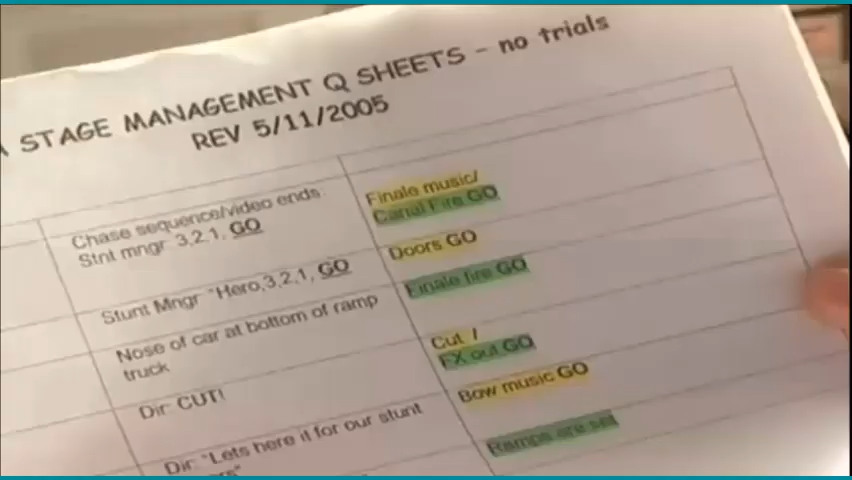 STAGE MANAGEMENT Q SHEETS - no trials
REV 5/11/2005
Chase sequence/video ends.
Stnt mngr 3,2,1, GO
Finale music/
Canal Fire GO
Stunt Mngr "Hero,3,2,1, GO
Doors GO
Nose of car at bottom of ramp
truck
Finale fire GO
Dir: CUT!
Cut /
FX out GO
Dir: "Lets here it for our stunt
Bow music GO
Ramps are set